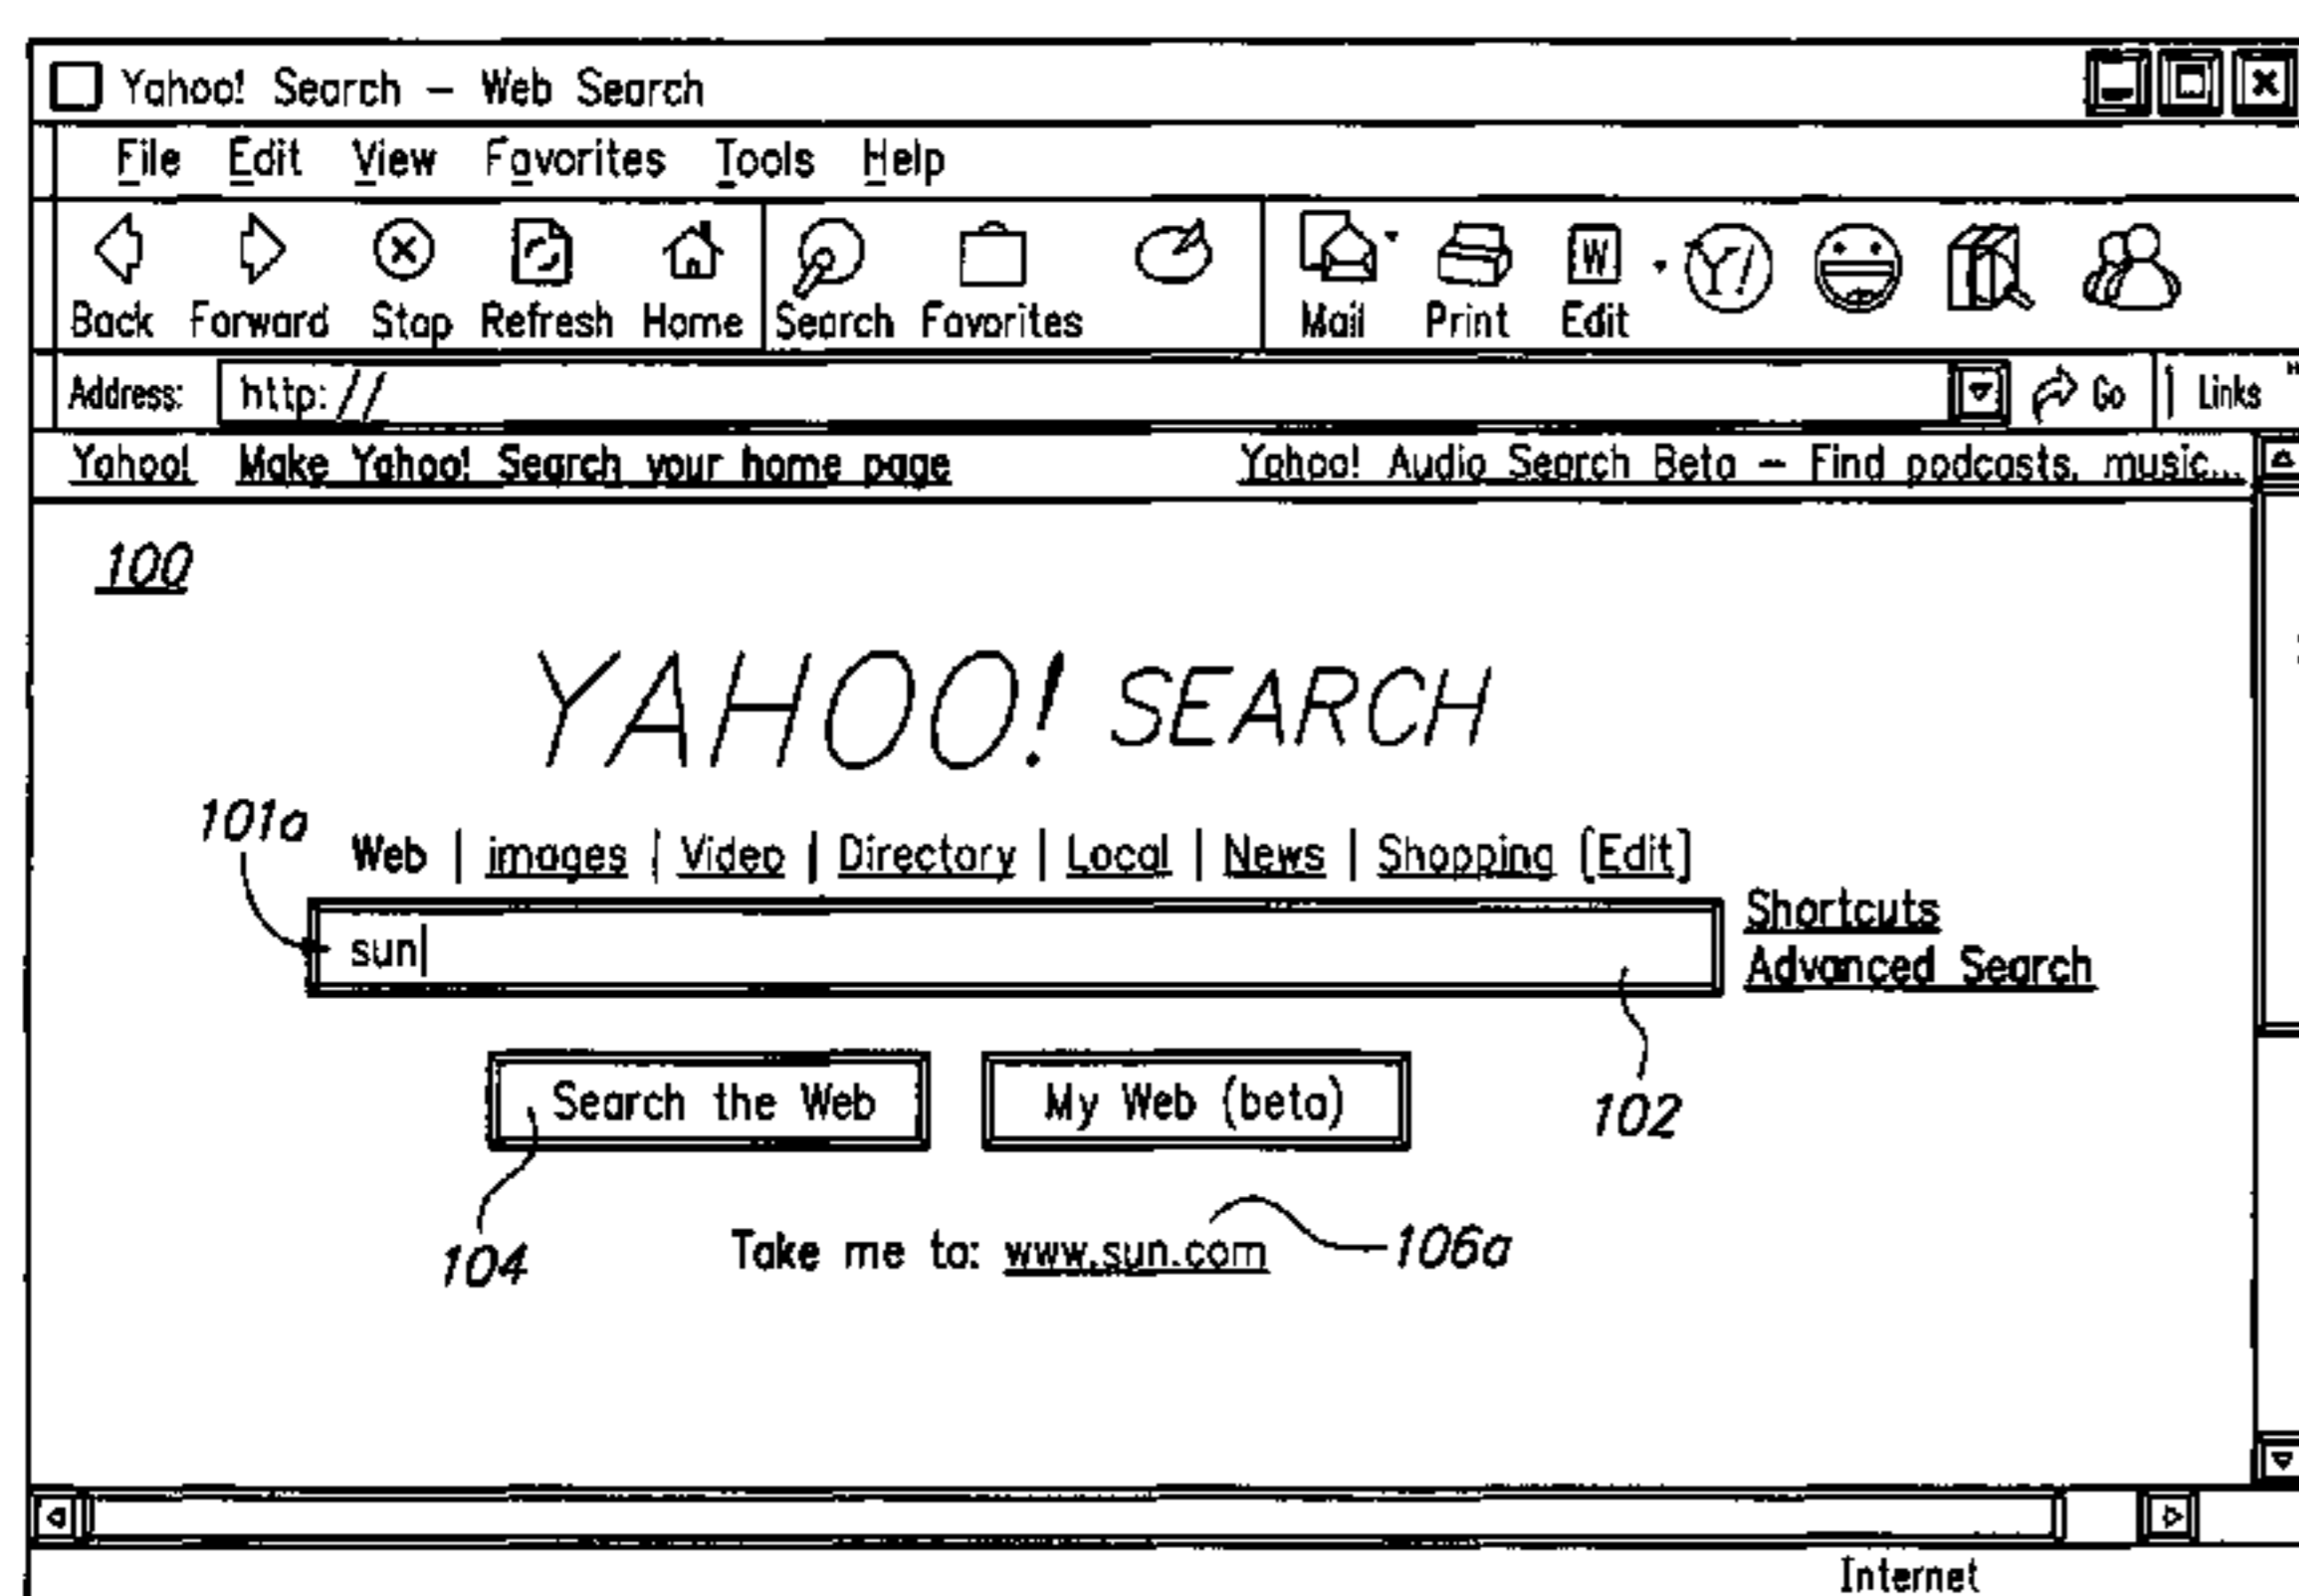 Yahoo! Search – Web Search
File Edit View Favorites Tools Help
W Y!
Back Forward Stop Refresh Home Search Favorites Mail Print Edit
Address: http:// Go Links "
Yahoo! Make Yahoo! Search your home page Yahoo! Audio Search Beta – Find podcasts, music...
100
YAHOO! SEARCH
101a
Web | images | Video | Directory | Local | News | Shopping [Edit]
sun
Shortcuts
Advanced Search
Search the Web My Web (beta)
102
104
Take me to: www.sun.com
106a
Internet